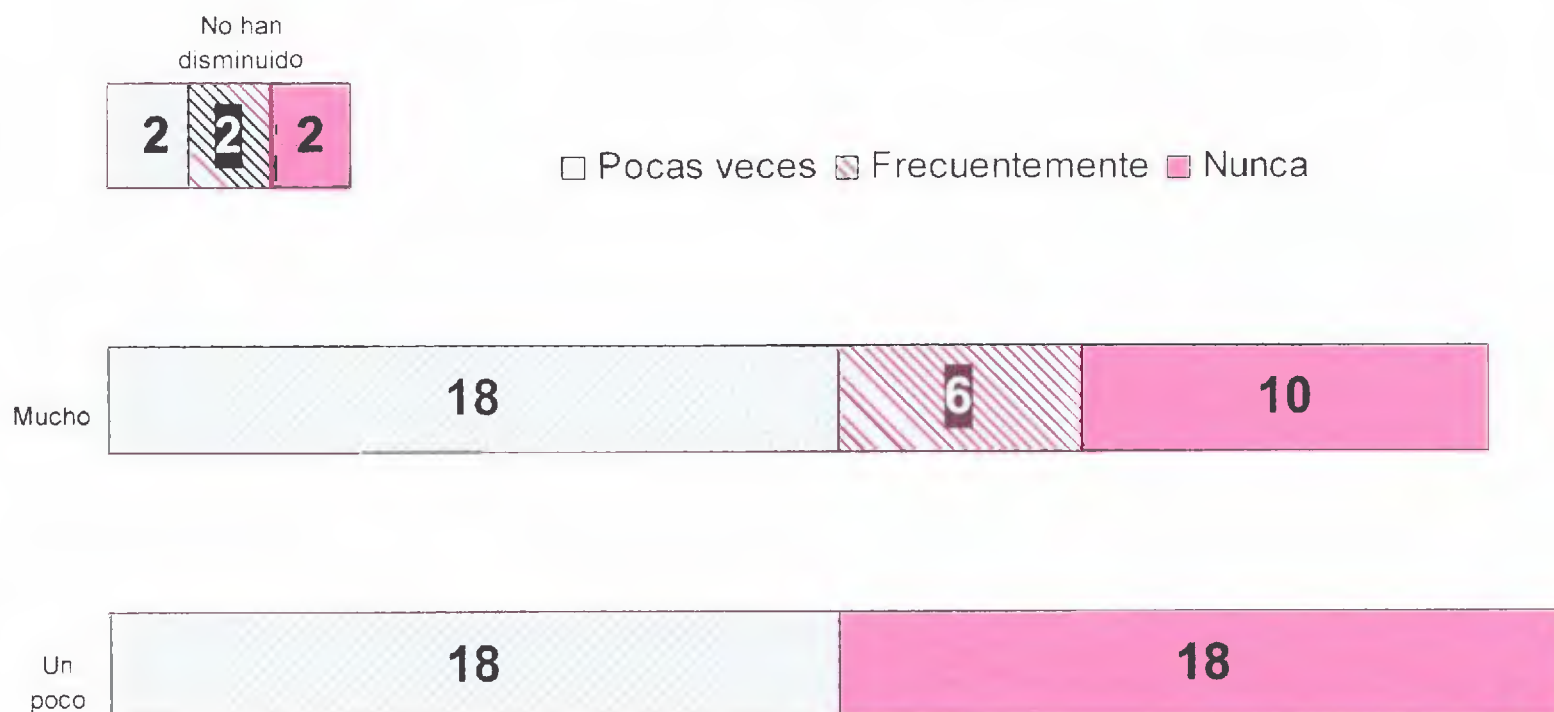 No han
disminuido
2 2 2
Pocas veces Frecuentemente Nunca
Mucho
18 6 10
Un
poco
18 18